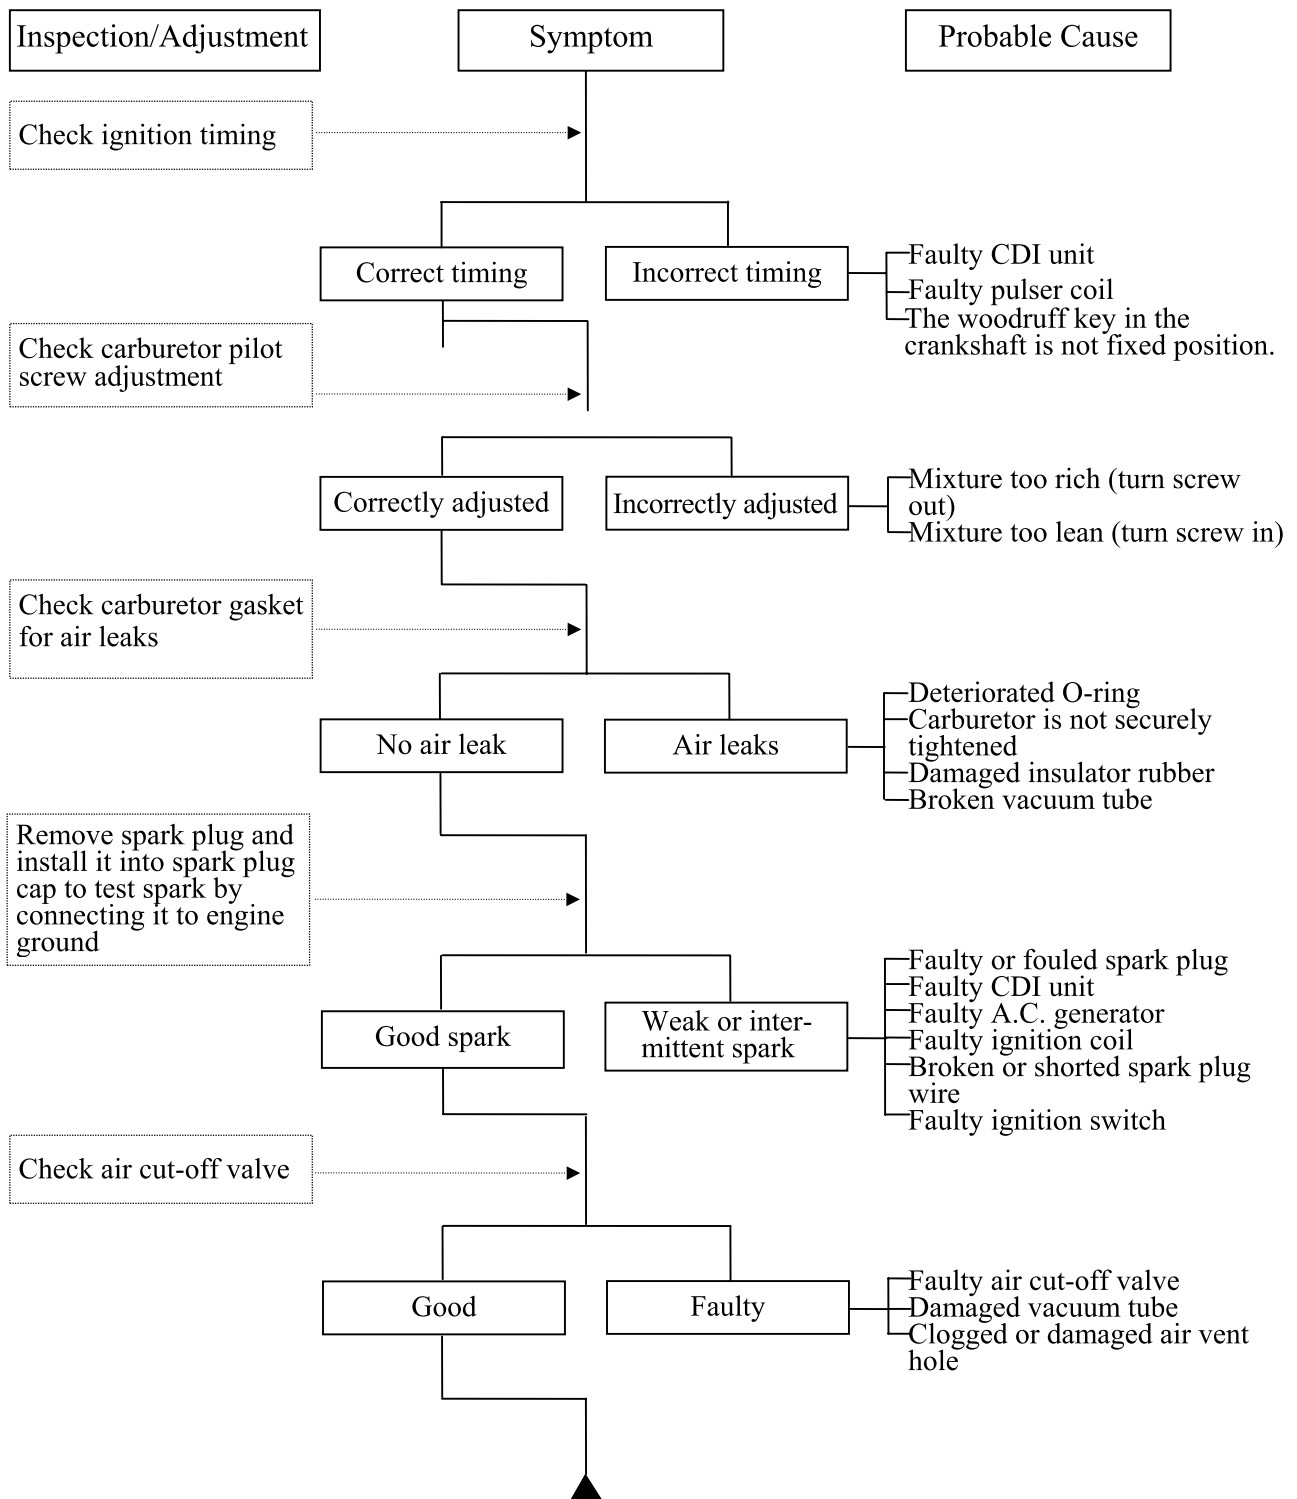 Inspection/Adjustment
Symptom
Probable Cause
Check ignition timing
Correct timing
Incorrect timing
Faulty CDI unit
Faulty pulser coil
The woodruff key in the
crankshaft is not fixed position.
Check carburetor pilot
screw adjustment
Correctly adjusted
Incorrectly adjusted
Mixture too rich (turn screw
out)
Mixture too lean (turn screw in)
Check carburetor gasket
for air leaks
No air leak
Air leaks
Deteriorated O-ring
Carburetor is not securely
tightened
Damaged insulator rubber
Broken vacuum tube
Remove spark plug and
install it into spark plug
cap to test spark by
connecting it to engine
ground
Good spark
Weak or inter-
mittent spark
Faulty or fouled spark plug
Faulty CDI unit
Faulty A.C. generator
Faulty ignition coil
Broken or shorted spark plug
wire
Faulty ignition switch
Check air cut-off valve
Good
Faulty
Faulty air cut-off valve
Damaged vacuum tube
Clogged or damaged air vent
hole